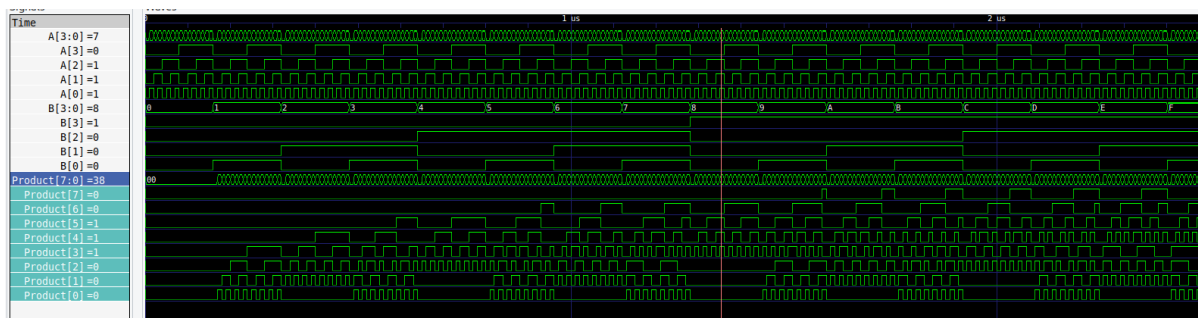 Signals
Waves
Time
A[3:0]=7
A[3]=0
A[2]=1
A[1]=1
A[0]=1
B[3:0]=8
B[3]=1
B[2]=0
B[1]=0
B[0]=0
Product[7:0]=38
Product[7]=0
Product[6]=0
Product[5]=1
Product[4]=1
Product[3]=1
Product[2]=0
Product[1]=0
Product[0]=0
0 1 us 2 us
0 1 2 3 4 5 6 7 8 9 A B C D E F
00